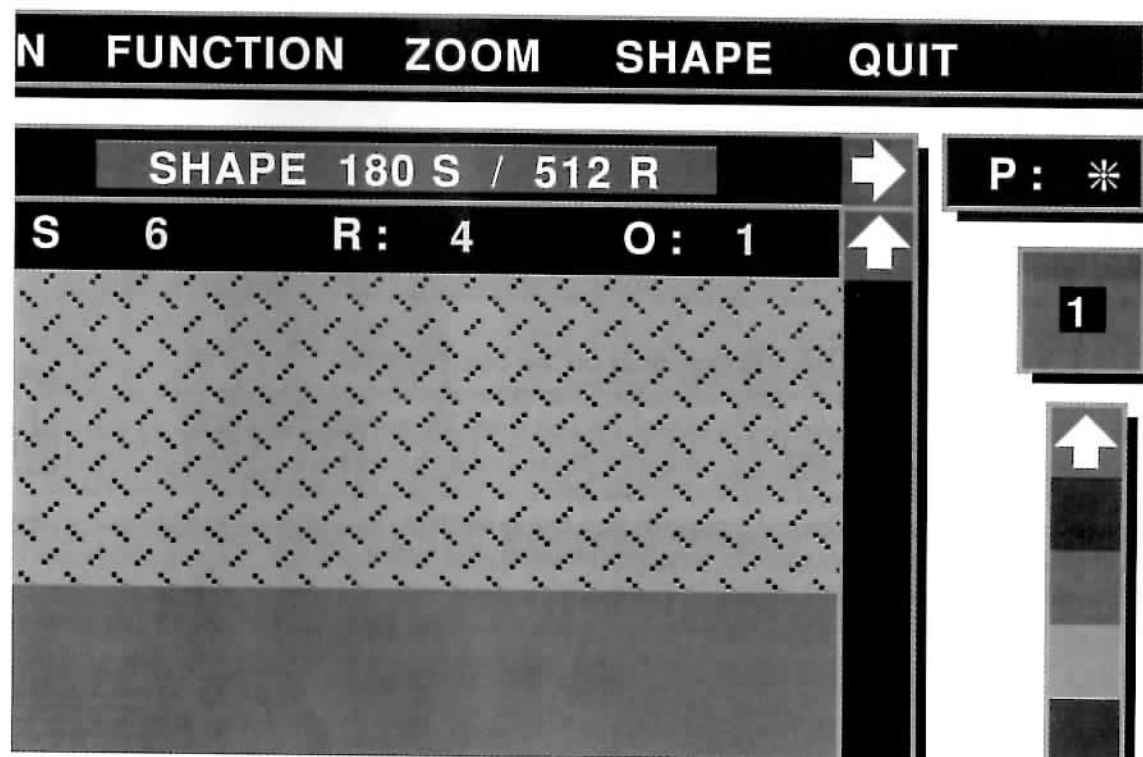 N FUNCTION ZOOM SHAPE QUIT
SHAPE 180 S / 512 R
P: ✳
S 6 R: 4 O: 1
1